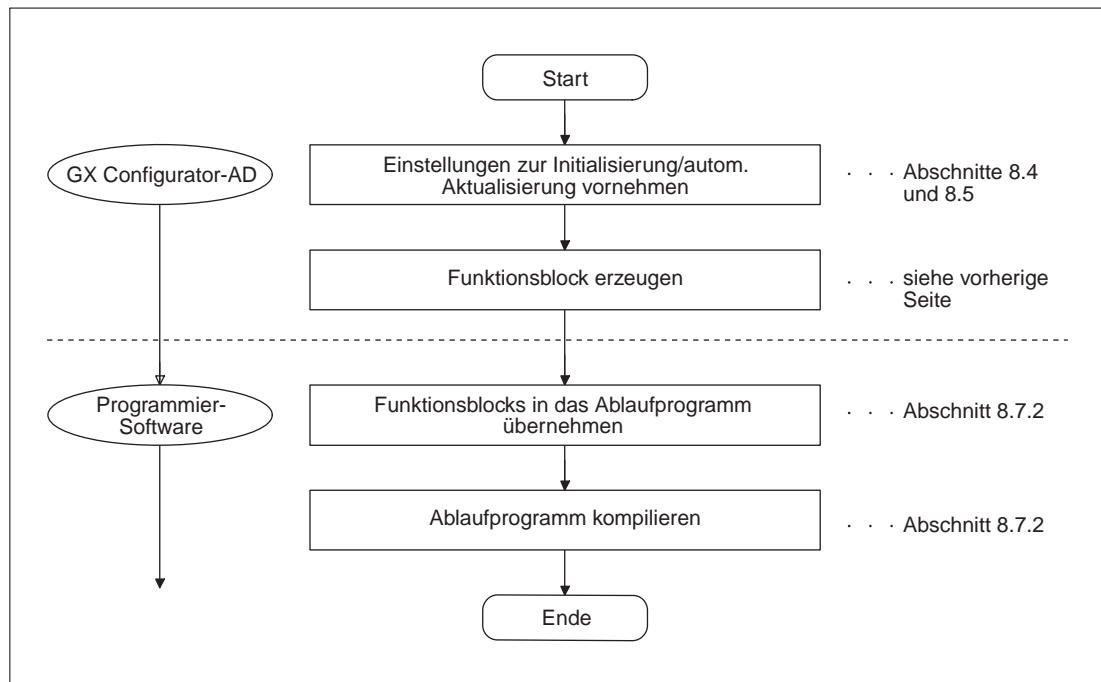 Start
GX Configurator-AD
Einstellungen zur Initialisierung/autom.
Aktualisierung vornehmen
· · · Abschnitte 8.4
und 8.5
Funktionsblock erzeugen
· · · siehe vorherige
Seite
Programmier-
Software
Funktionsblocks in das Ablaufprogramm
übernehmen
· · · Abschnitt 8.7.2
Ablaufprogramm kompilieren
· · · Abschnitt 8.7.2
Ende